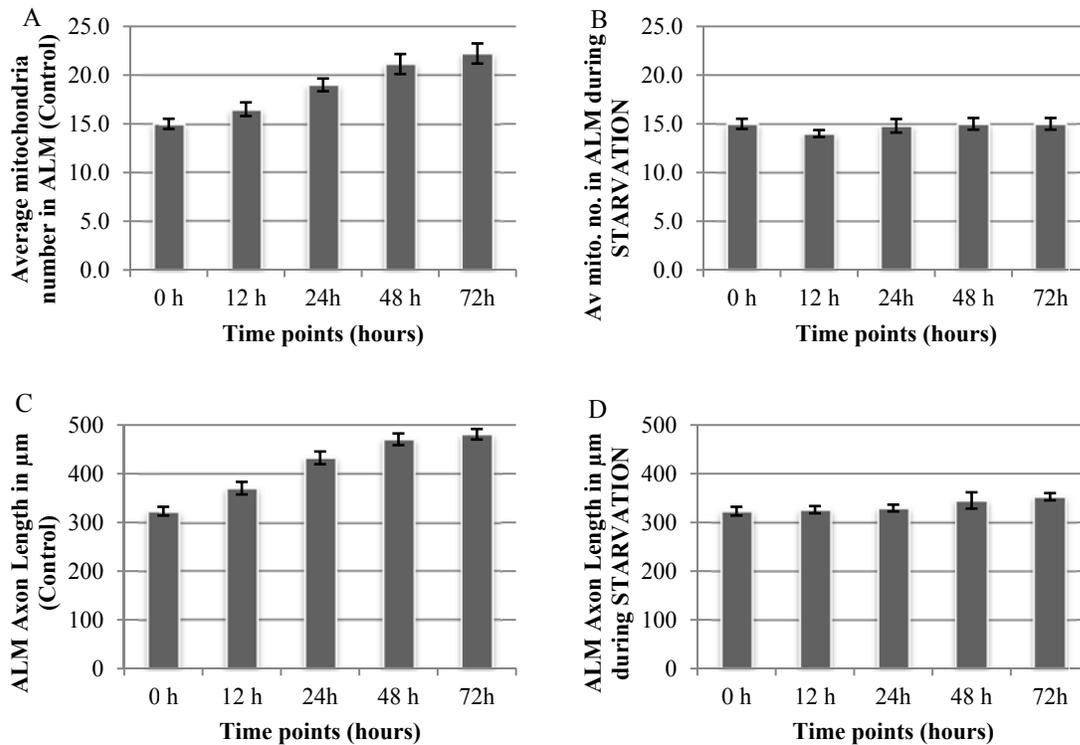 A
Average mitochondria
number in ALM (Control)
25.0
20.0
15.0
10.0
5.0
0.0
0 h 12 h 24h 48 h 72h
Time points (hours)
B
Av mito. no. in ALM during
STARVATION
25.0
20.0
15.0
10.0
5.0
0.0
0 h 12 h 24h 48 h 72h
Time points (hours)
C
ALM Axon Length in µm
(Control)
500
400
300
200
100
0
0 h 12 h 24h 48 h 72h
Time points (hours)
D
ALM Axon Length in µm
during STARVATION
500
400
300
200
100
0
0 h 12 h 24h 48 h 72h
Time points (hours)